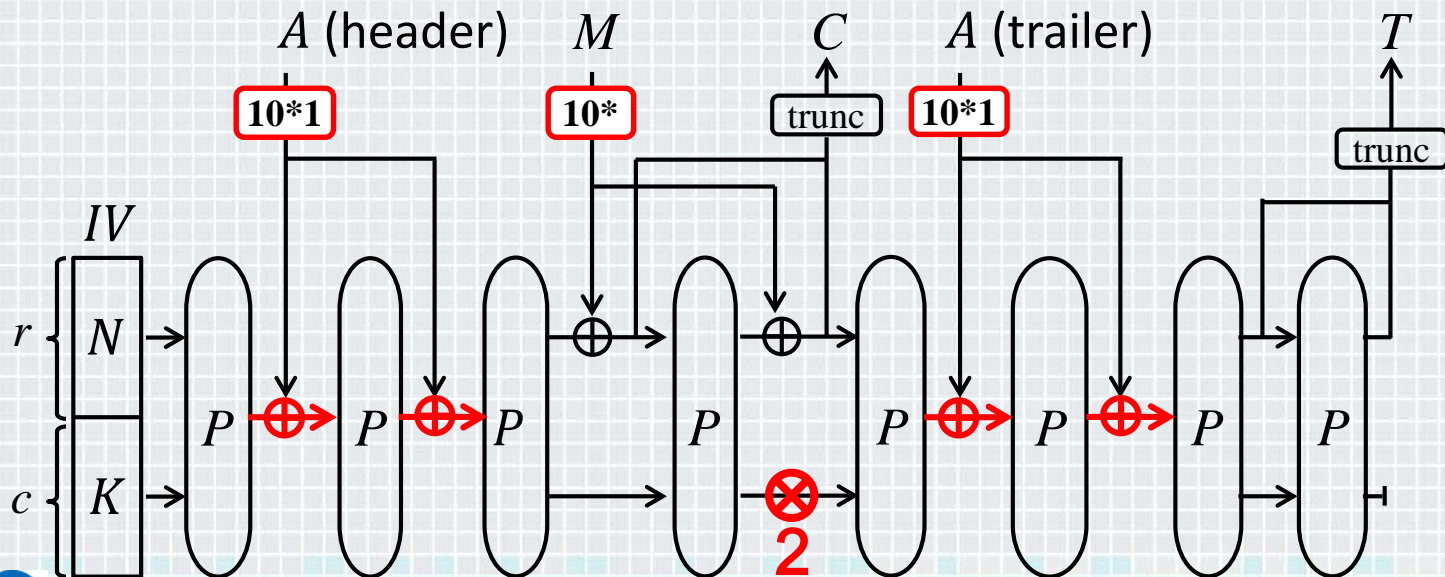 A (header) M C A (trailer) T
10*1 10* trunc 10*1
trunc
IV
r N
P P P P P P P P
c K
2